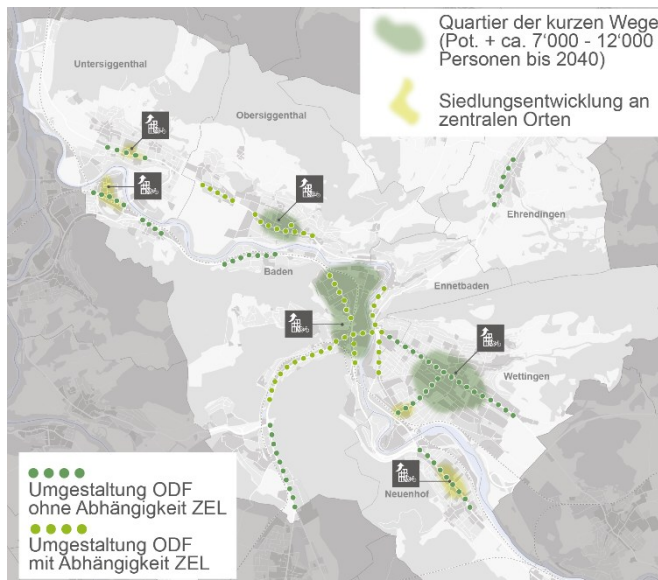 Quartier der kurzen Wege
(Pot. + ca. 7'000 - 12'000
Personen bis 2040)
Siedlungsentwicklung an
zentralen Orten
Untersiggenthal
Obersiggenthal
Ehrendingen
Baden
Ennetbaden
Wettingen
Neuenhof
Umgestaltung ODF
ohne Abhängigkeit ZEL
Umgestaltung ODF
mit Abhängigkeit ZEL